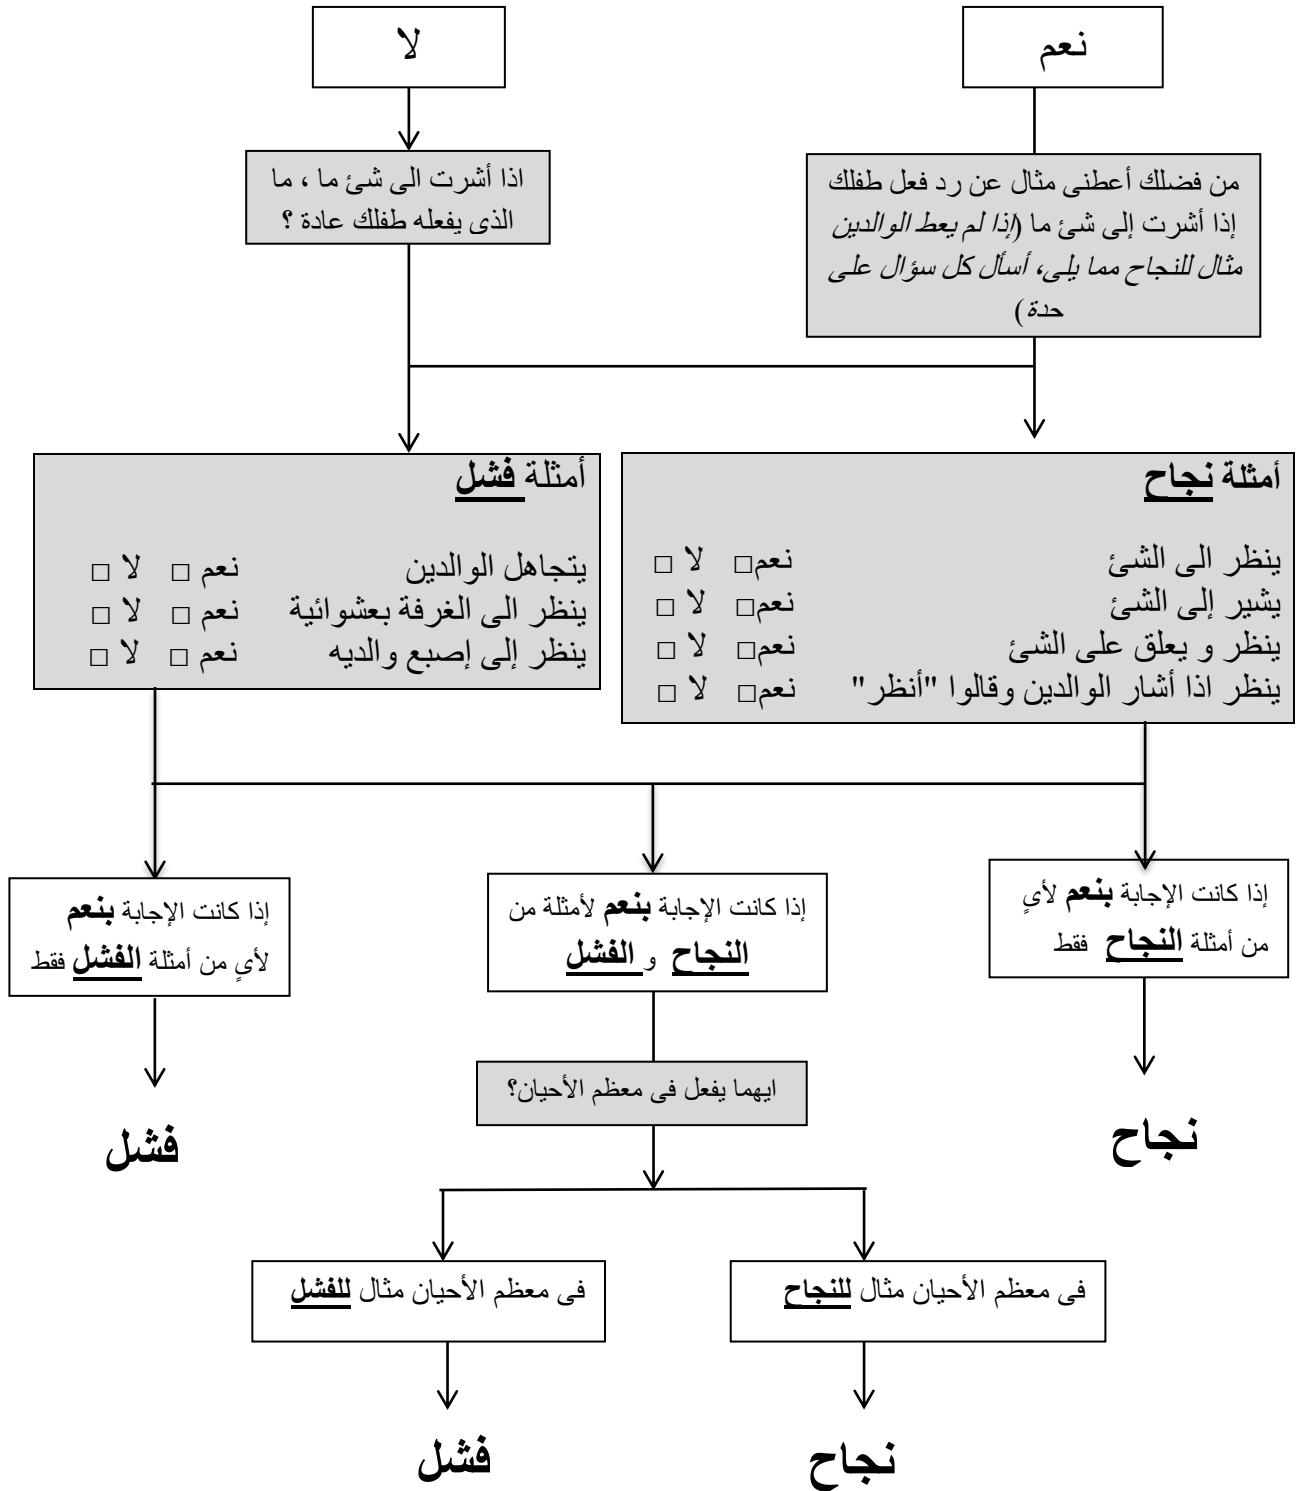 نعم
لا
من فضلك أعطنى مثال عن رد فعل طفلك
إذا أشرت إلى شئ ما (إذا لم يعط الوالدين
مثال للنجاح مما يلى، أسأل كل سؤال على
حدة)
اذا أشرت الى شئ ما ، ما
الذى يفعله طفلك عادة ؟
أمثلة نجاح
ينظر الى الشئ نعم□ لا □
يشير إلى الشئ نعم□ لا □
ينظر و يعلق على الشئ نعم□ لا □
ينظر اذا أشار الوالدين وقالوا "أنظر" نعم□ لا □
أمثلة فشل
يتجاهل الوالدين نعم □ لا □
ينظر الى الغرفة بعشوائية نعم □ لا □
ينظر إلى إصبع والديه نعم □ لا □
إذا كانت الإجابة بنعم لأيٍ
من أمثلة النجاح فقط
إذا كانت الإجابة بنعم لأمثلة من
النجاح و الفشل
إذا كانت الإجابة بنعم
لأيٍ من أمثلة الفشل فقط
نجاح
ايهما يفعل فى معظم الأحيان؟
فشل
فى معظم الأحيان مثال للنجاح
فى معظم الأحيان مثال للفشل
نجاح
فشل